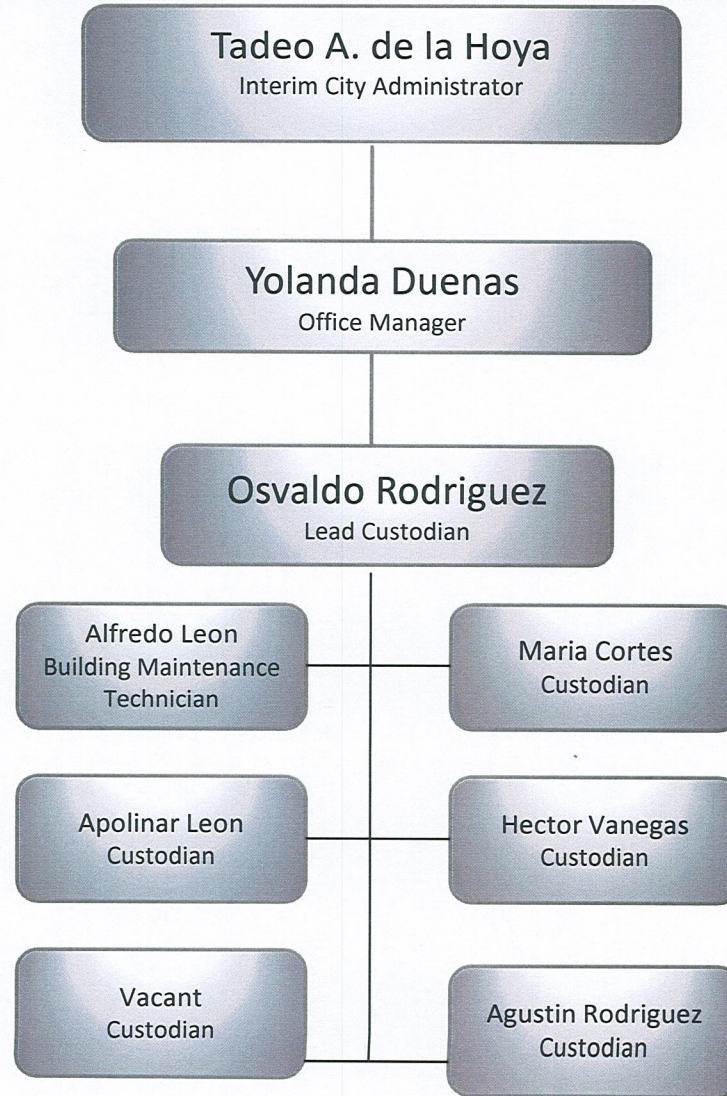 Tadeo A. de la Hoya
Interim City Administrator
Yolanda Duenas
Office Manager
Osvaldo Rodriguez
Lead Custodian
Alfredo Leon
Building Maintenance
Technician
Maria Cortes
Custodian
Apolinar Leon
Custodian
Hector Vanegas
Custodian
Vacant
Custodian
Agustin Rodriguez
Custodian